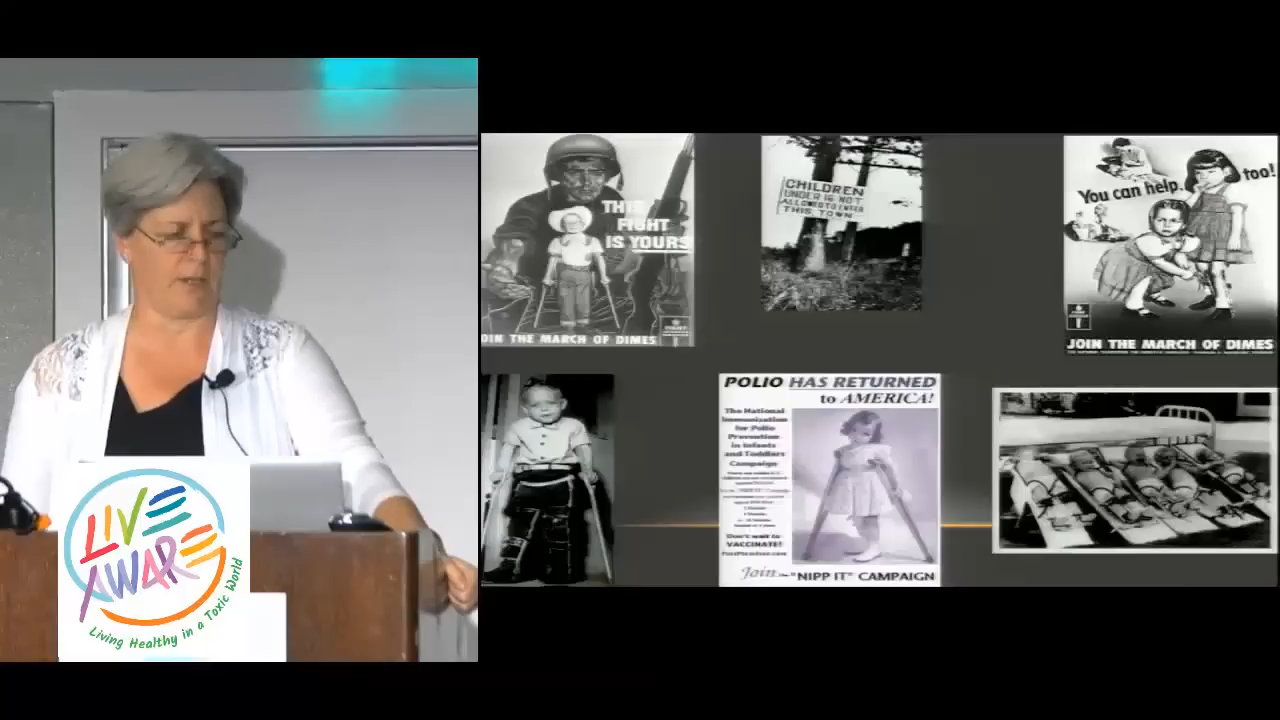 LIVE
AWARE
Living Healthy in a Toxic World
THIS
FIGHT
IS YOURS
JOIN THE MARCH OF DIMES
CHILDREN
UNDER 16 NOT
ALLOWED TO ENTER
THIS TOWN
You can help, too!
JOIN THE MARCH OF DIMES
POLIO HAS RETURNED
to AMERICA!
The National
Immunization
for Polio
Prevention
in Infants
and Toddlers
Campaign
Don't wait to
VACCINATE!
Join
"NIPP IT" CAMPAIGN